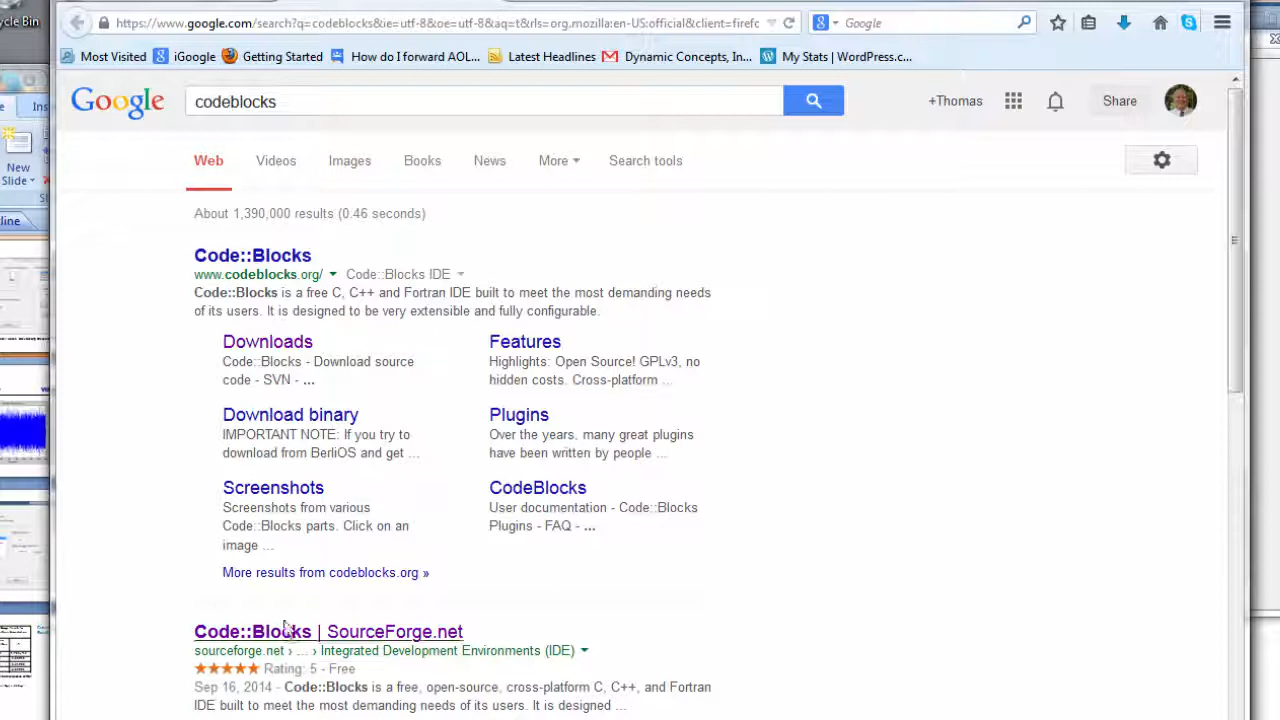 cycle Bin
https://www.google.com/search?q=codeblocks&ie=utf-8&oe=utf-8&aq=t&rls=org.mozilla:en-US:official&client=firefc
Google
Most Visited
iGoogle
Getting Started
How do I forward AOL...
Latest Headlines
Dynamic Concepts, In...
My Stats | WordPress.c...
Google
codeblocks
+Thomas
Share
Ins
New
Slide
Web
Videos
Images
Books
News
More
Search tools
About 1,390,000 results (0.46 seconds)
Code::Blocks
www.codeblocks.org/ Code::Blocks IDE
Code::Blocks is a free C, C++ and Fortran IDE built to meet the most demanding needs
of its users. It is designed to be very extensible and fully configurable.
Downloads
Code::Blocks - Download source
code - SVN - ...
Features
Highlights: Open Source! GPLv3, no
hidden costs. Cross-platform ...
Download binary
IMPORTANT NOTE: If you try to
download from BerliOS and get ...
Plugins
Over the years, many great plugins
have been written by people ...
Screenshots
Screenshots from various
Code::Blocks parts. Click on an
image ...
CodeBlocks
User documentation - Code::Blocks
Plugins - FAQ - ...
More results from codeblocks.org »
Code::Blocks | SourceForge.net
sourceforge.net › ... › Integrated Development Environments (IDE)
Rating: 5 - Free
Sep 16, 2014 - Code::Blocks is a free, open-source, cross-platform C, C++, and Fortran
IDE built to meet the most demanding needs of its users. It is designed ...